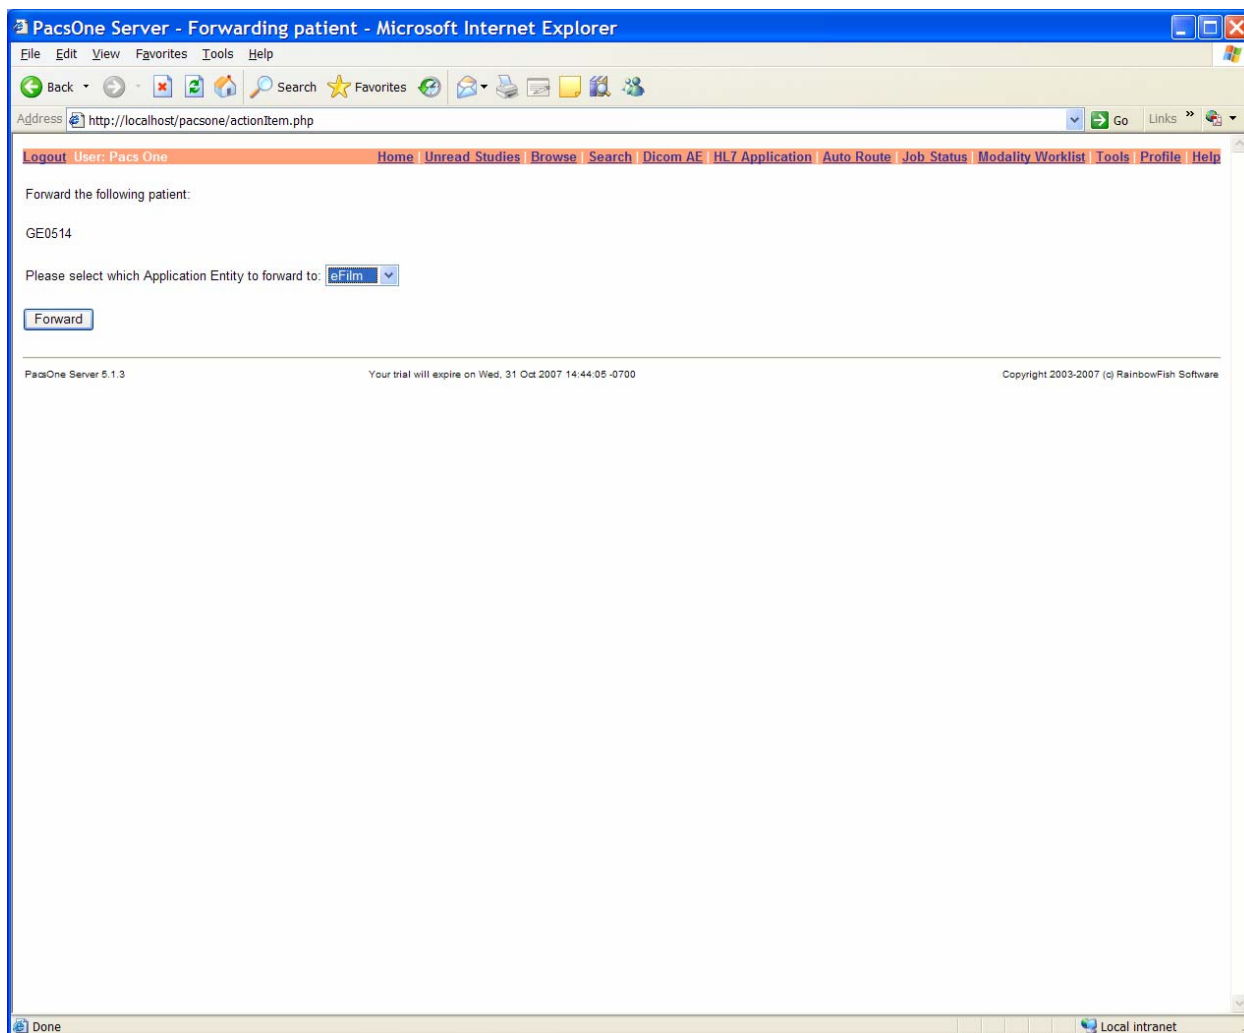 PacsOne Server - Forwarding patient - Microsoft Internet Explorer
File Edit View Favorites Tools Help
Back Search Favorites
Address http://localhost/pacsone/actionItem.php Go Links »
Logout User: Pacs One Home | Unread Studies | Browse | Search | Dicom AE | HL7 Application | Auto Route | Job Status | Modality Worklist | Tools | Profile | Help
Forward the following patient:
GE0514
Please select which Application Entity to forward to: eFilm
Forward
PacsOne Server 5.1.3 Your trial will expire on Wed, 31 Oct 2007 14:44:05 -0700 Copyright 2003-2007 (c) RainbowFish Software
Done Local intranet